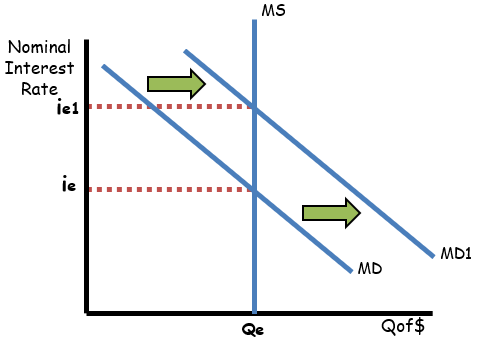 MS
Nominal
Interest
Rate
ie1
ie
MD1
MD
Qe
Qof$